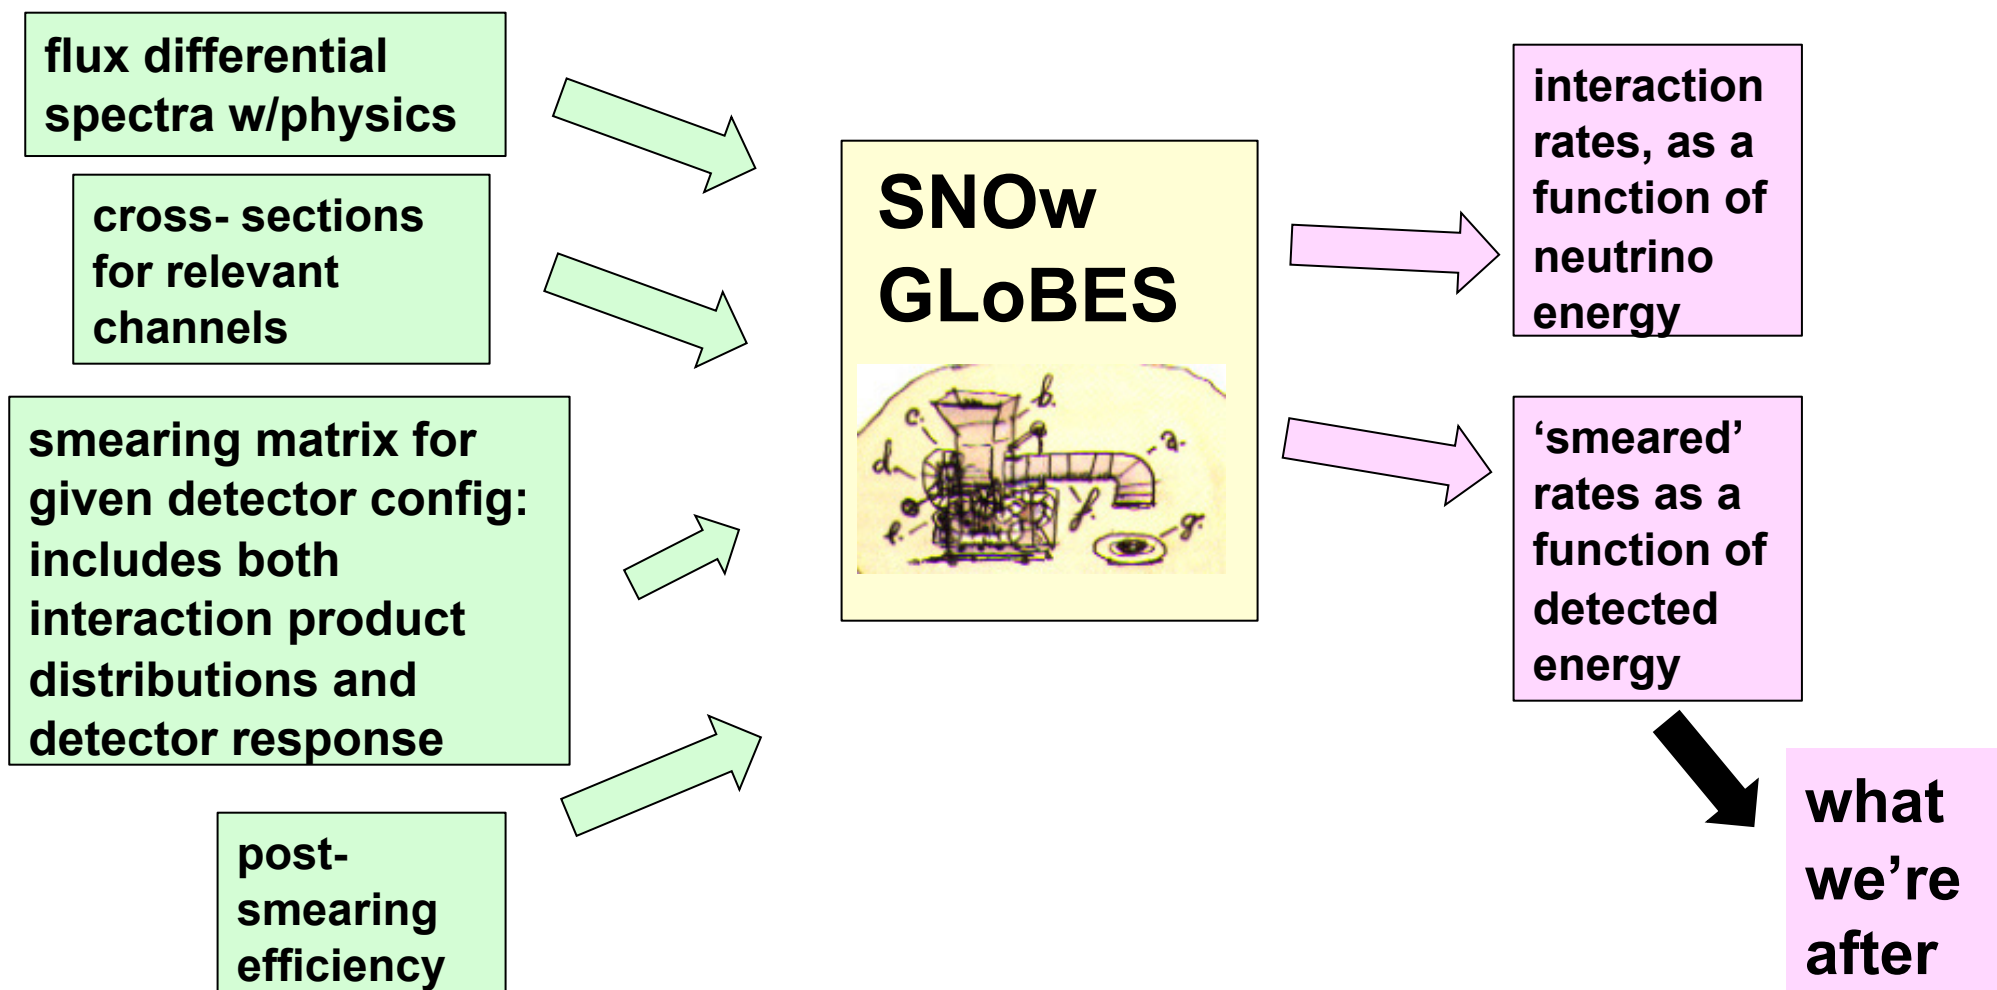 flux differential
spectra w/physics
cross- sections
for relevant
channels
smearing matrix for
given detector config:
includes both
interaction product
distributions and
detector response
post-
smearing
efficiency
SNOw
GLoBES
a.
b.
c.
d.
e.
f.
g.
interaction
rates, as a
function of
neutrino
energy
‘smeared’
rates as a
function of
detected
energy
what
we’re
after